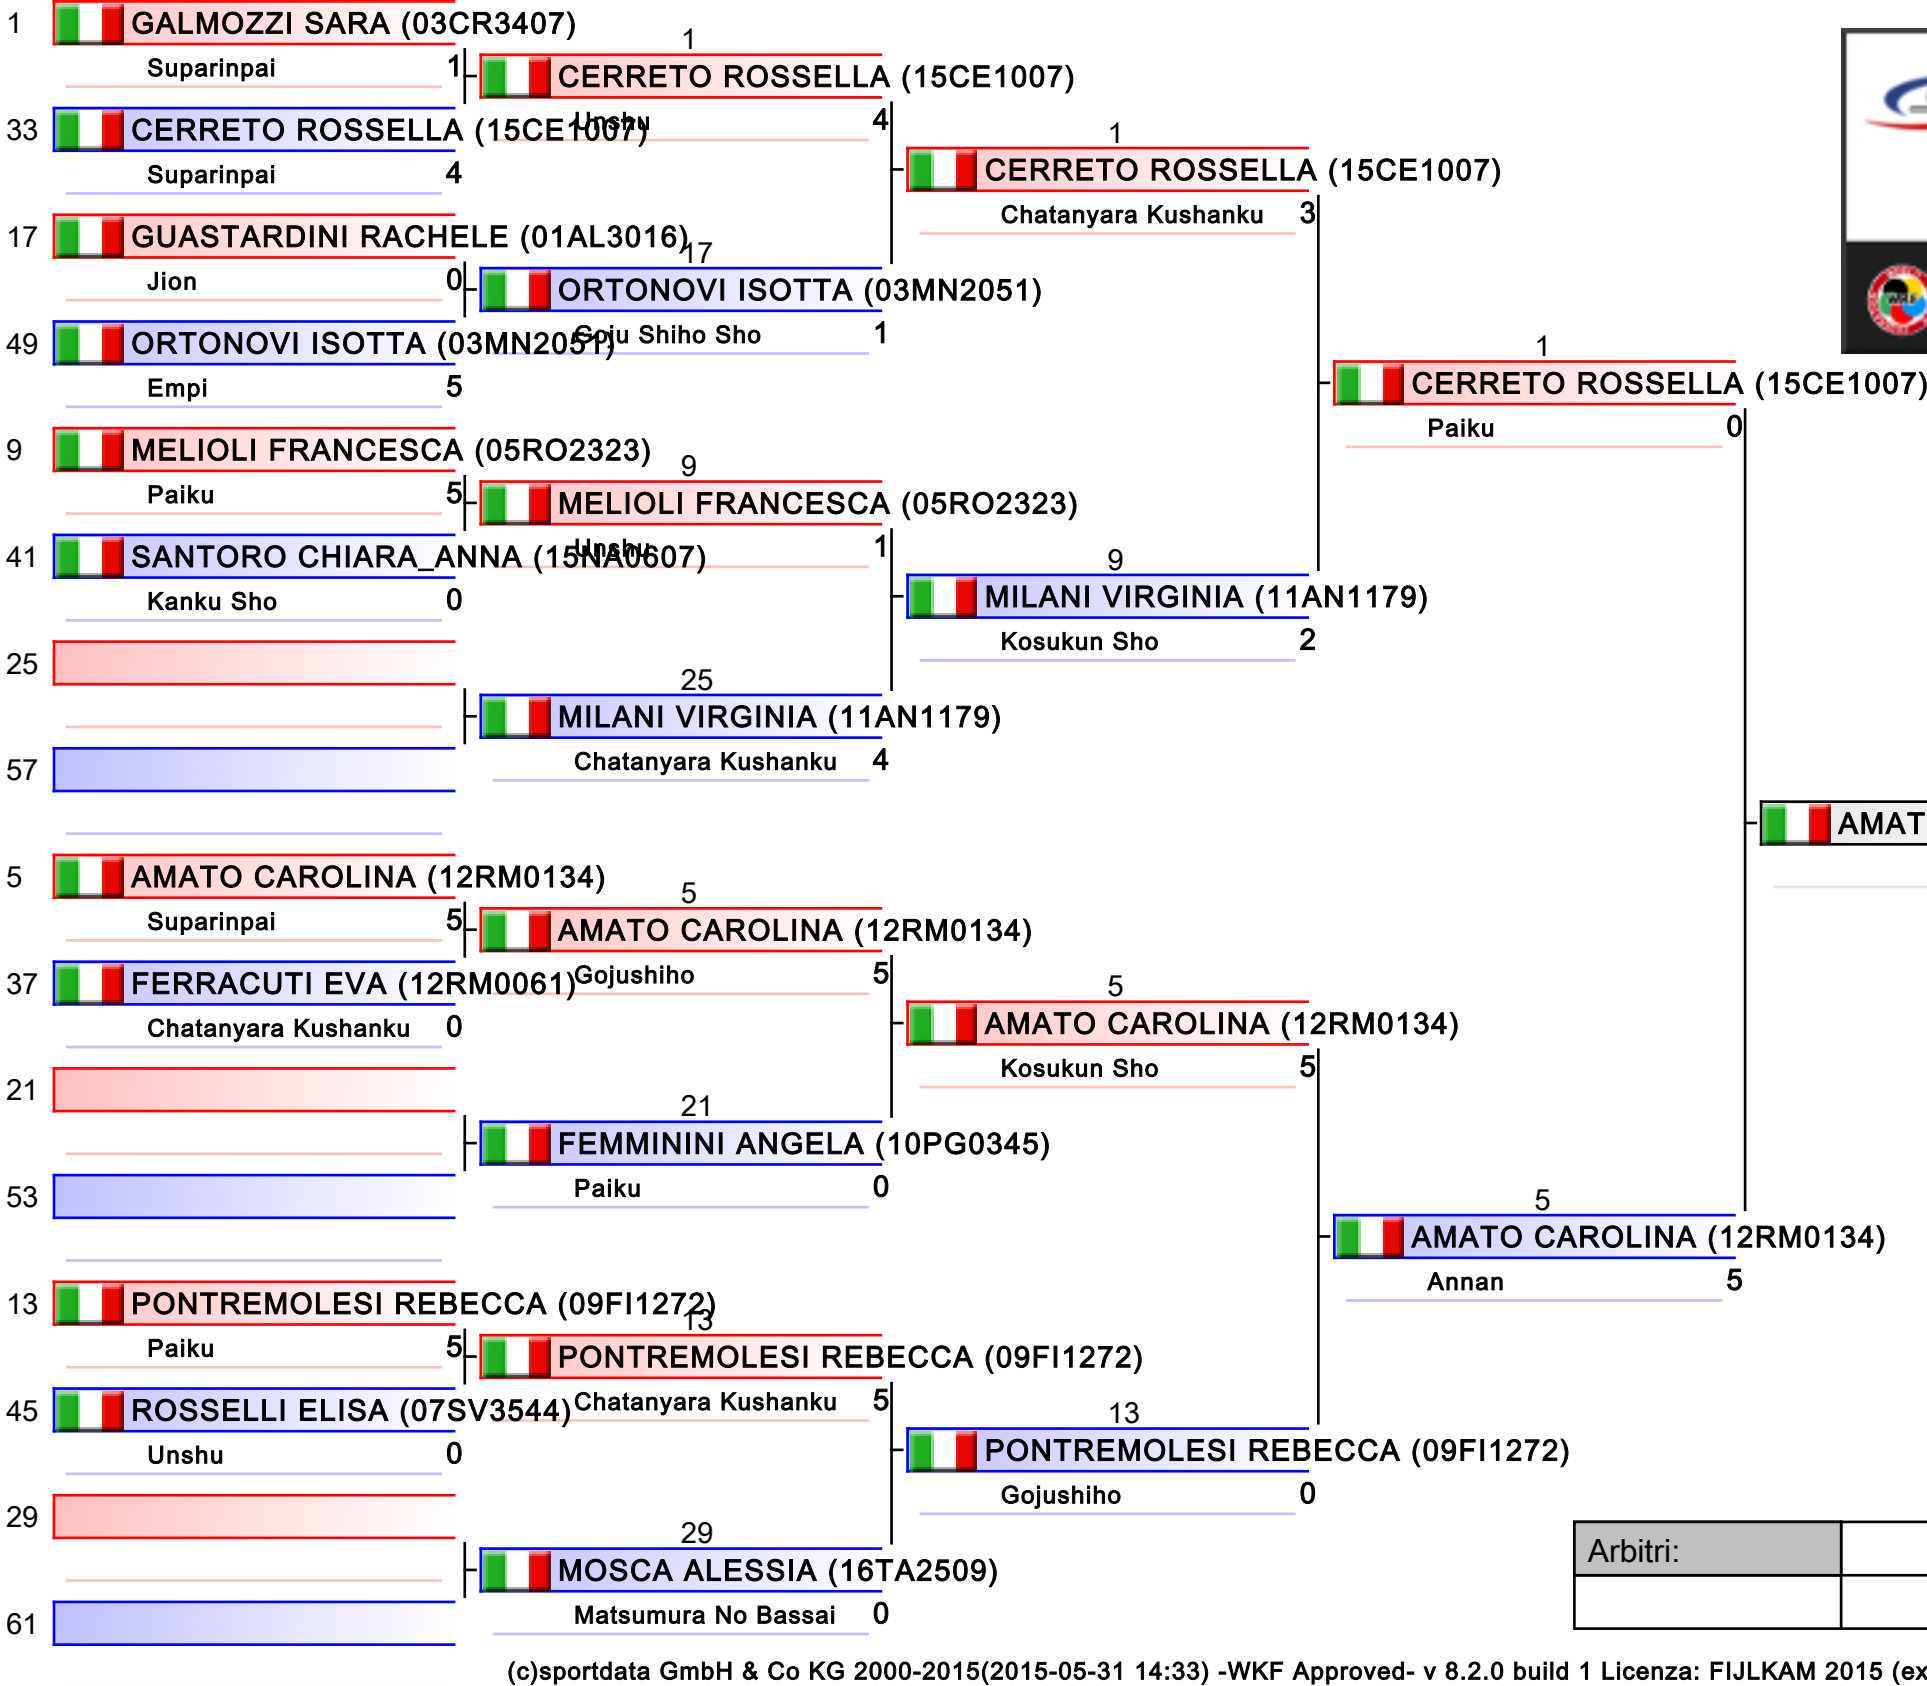 1 GALMOZZI SARA (03CR3407)
Suparinpai 1
33 CERRETO ROSSELLA (15CE1007)
Suparinpai 4
17 GUASTARDINI RACHELE (01AL3016)
Jion 0
49 ORTONOVI ISOTTA (03MN2051)
Empi 5
9 MELIOLI FRANCESCA (05RO2323)
Paiku 5
41 SANTORO CHIARA_ANNA (15NA0607)
Kanku Sho 0
25
57
5 AMATO CAROLINA (12RM0134)
Suparinpai 5
37 FERRACUTI EVA (12RM0061)
Chatanyara Kushanku 0
21
53
13 PONTREMOLESI REBECCA (09FI1272)
Paiku 5
45 ROSSELLI ELISA (07SV3544)
Unshu 0
29
61
1
CERRETO ROSSELLA (15CE1007)
Unshu 4
17
ORTONOVI ISOTTA (03MN2051)
Goju Shiho Sho 1
9
MELIOLI FRANCESCA (05RO2323)
Unshu 1
25
MILANI VIRGINIA (11AN1179)
Chatanyara Kushanku 4
5
AMATO CAROLINA (12RM0134)
Gojushiho 5
21
FEMMININI ANGELA (10PG0345)
Paiku 0
13
PONTREMOLESI REBECCA (09FI1272)
Chatanyara Kushanku 5
29
MOSCA ALESSIA (16TA2509)
Matsumura No Bassai 0
1
CERRETO ROSSELLA (15CE1007)
Chatanyara Kushanku 3
9
MILANI VIRGINIA (11AN1179)
Kosukun Sho 2
5
AMATO CAROLINA (12RM0134)
Kosukun Sho 5
13
PONTREMOLESI REBECCA (09FI1272)
Gojushiho 0
1
CERRETO ROSSELLA (15CE1007)
Paiku 0
5
AMATO CAROLINA (12RM0134)
Annan 5
AMAT
WKF
Arbitri:
(c)sportdata GmbH & Co KG 2000-2015(2015-05-31 14:33) -WKF Approved- v 8.2.0 build 1 Licenza: FIJLKAM 2015 (ex